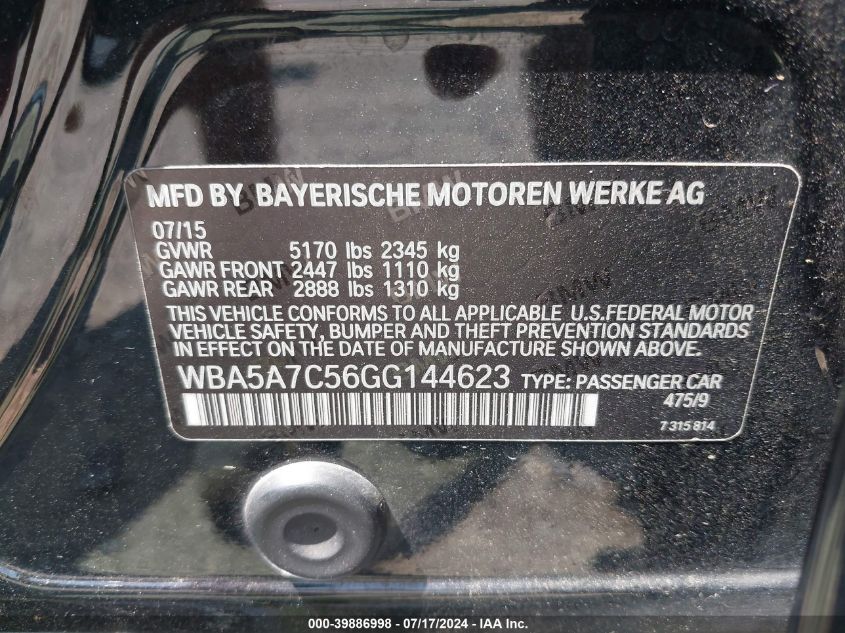 MFD BY BAYERISCHE MOTOREN WERKE AG
07/15
GVWR 5170 lbs 2345 kg
GAWR FRONT 2447 lbs 1110 kg
GAWR REAR 2888 lbs 1310 kg
THIS VEHICLE CONFORMS TO ALL APPLICABLE U.S.FEDERAL MOTOR
VEHICLE SAFETY, BUMPER AND THEFT PREVENTION STANDARDS
IN EFFECT ON THE DATE OF MANUFACTURE SHOWN ABOVE.
WBA5A7C56GG144623 TYPE: PASSENGER CAR
475/9
7 315 814
000-39886998 - 07/17/2024 - © IAA Inc.